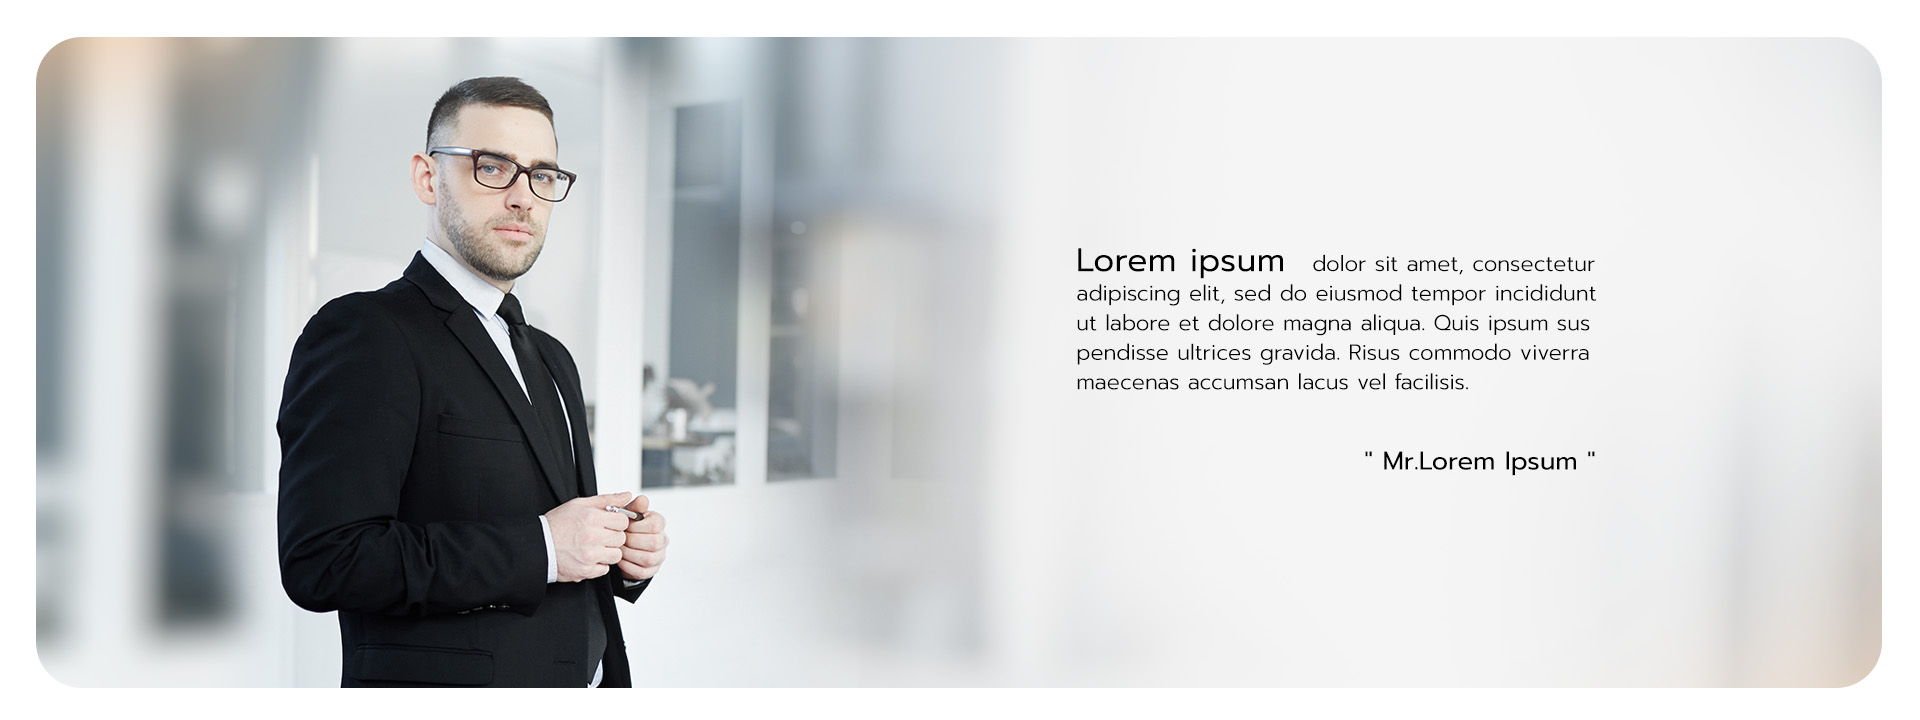 Lorem ipsum dolor sit amet, consectetur
adipiscing elit, sed do eiusmod tempor incididunt
ut labore et dolore magna aliqua. Quis ipsum sus
pendisse ultrices gravida. Risus commodo viverra
maecenas accumsan lacus vel facilisis.
" Mr.Lorem Ipsum "